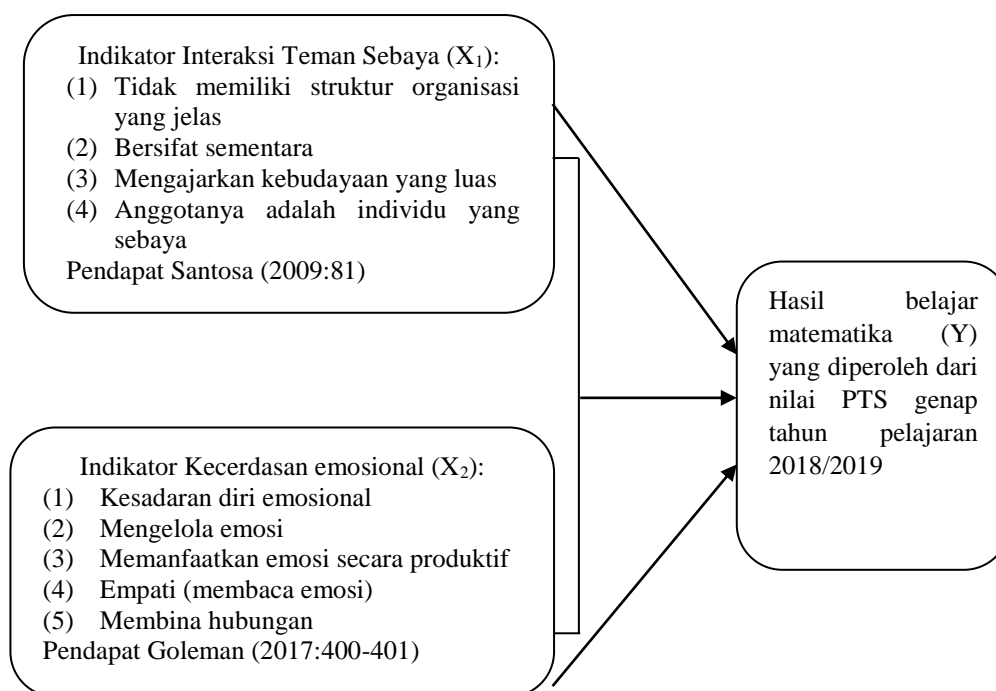 Indikator Interaksi Teman Sebaya (X₁):
(1) Tidak memiliki struktur organisasi
yang jelas
(2) Bersifat sementara
(3) Mengajarkan kebudayaan yang luas
(4) Anggotanya adalah individu yang
sebaya
Pendapat Santosa (2009:81)
Indikator Kecerdasan emosional (X₂):
(1) Kesadaran diri emosional
(2) Mengelola emosi
(3) Memanfaatkan emosi secara produktif
(4) Empati (membaca emosi)
(5) Membina hubungan
Pendapat Goleman (2017:400-401)
Hasil belajar
matematika (Y)
yang diperoleh dari
nilai PTS genap
tahun pelajaran
2018/2019